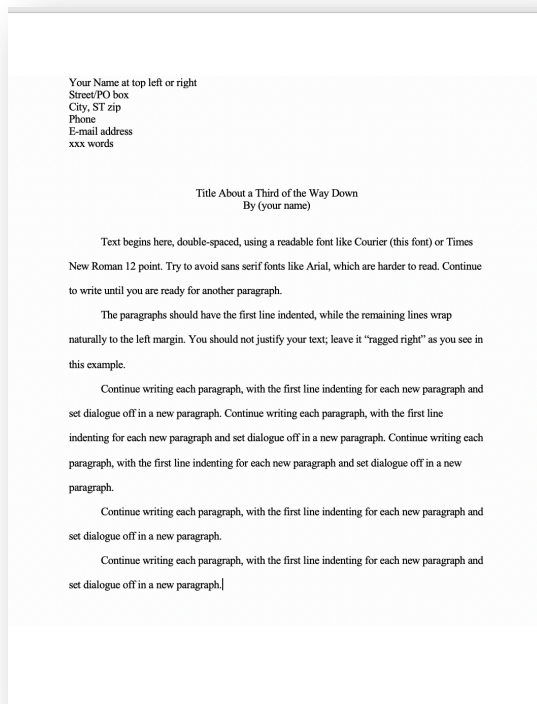 Your Name at top left or right
Street/PO box
City, ST zip
Phone
E-mail address
xxx words
Title About a Third of the Way Down
By (your name)
Text begins here, double-spaced, using a readable font like Courier (this font) or Times
New Roman 12 point. Try to avoid sans serif fonts like Arial, which are harder to read. Continue
to write until you are ready for another paragraph.
The paragraphs should have the first line indented, while the remaining lines wrap
naturally to the left margin. You should not justify your text; leave it “ragged right” as you see in
this example.
Continue writing each paragraph, with the first line indenting for each new paragraph and
set dialogue off in a new paragraph. Continue writing each paragraph, with the first line
indenting for each new paragraph and set dialogue off in a new paragraph. Continue writing each
paragraph, with the first line indenting for each new paragraph and set dialogue off in a new
paragraph.
Continue writing each paragraph, with the first line indenting for each new paragraph and
set dialogue off in a new paragraph.
Continue writing each paragraph, with the first line indenting for each new paragraph and
set dialogue off in a new paragraph.